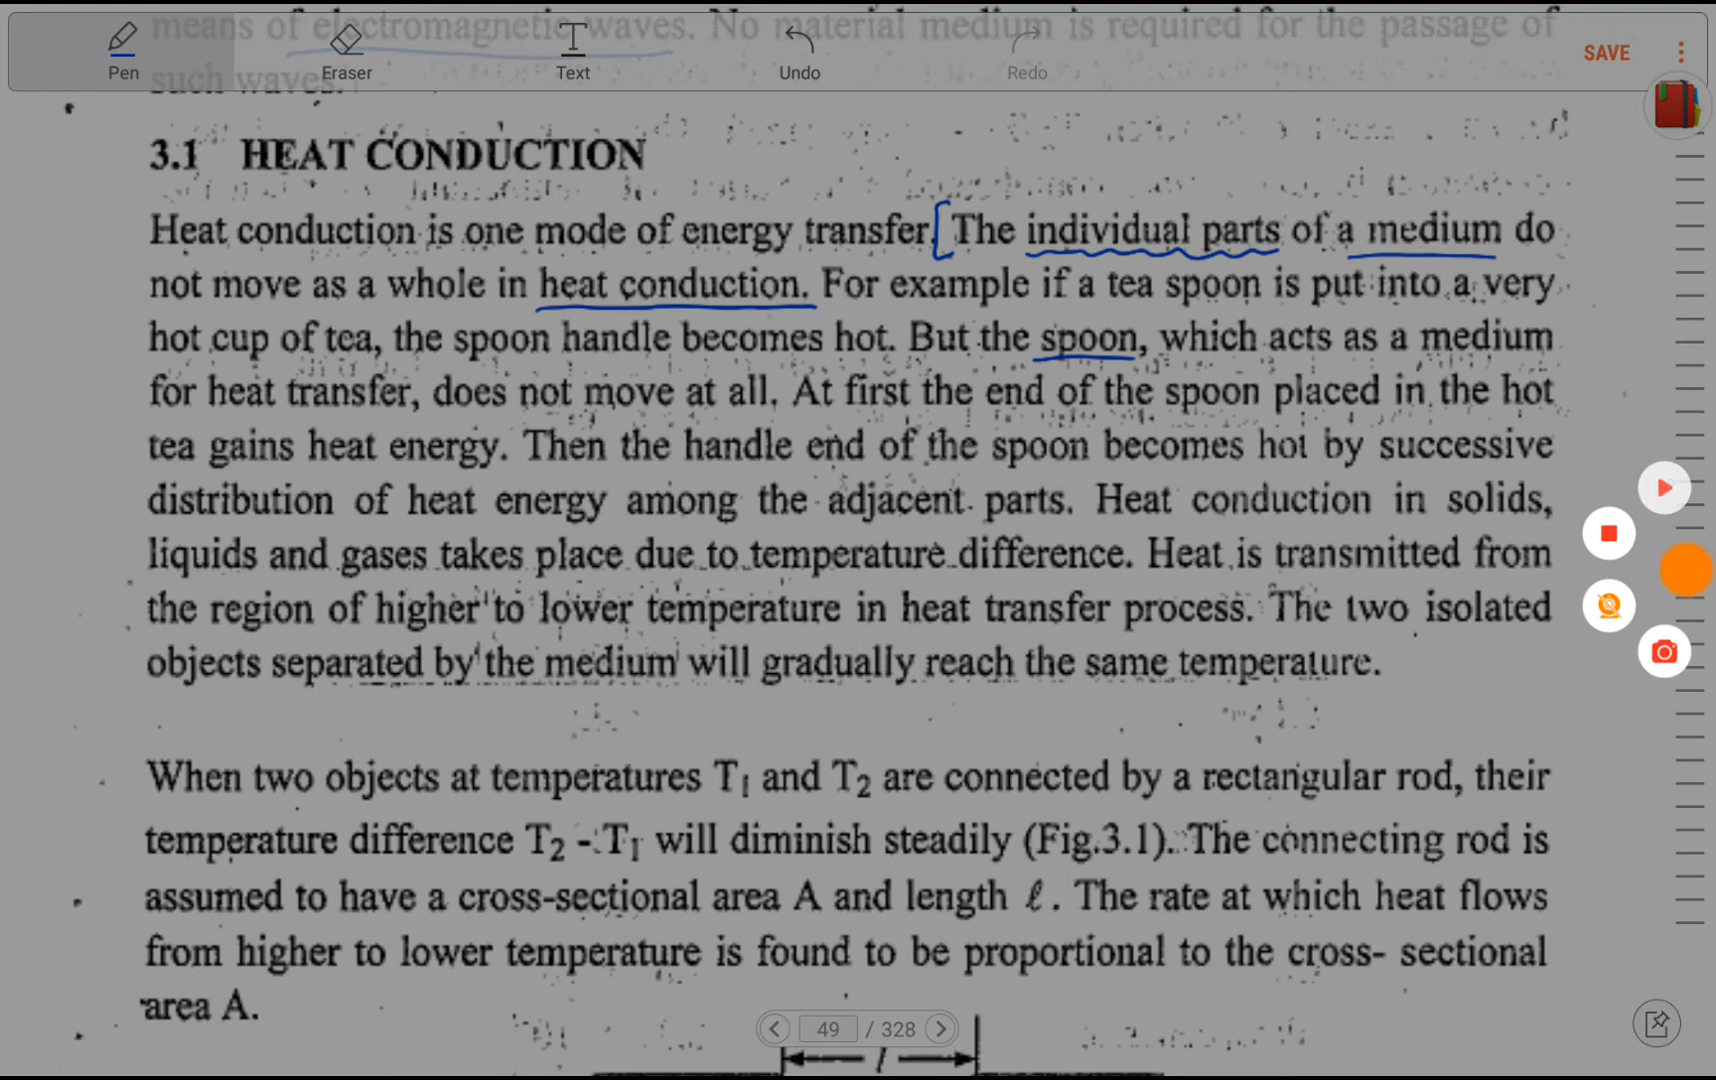 means of electromagnetic waves. No material medium is required for the passage of
Pen
Eraser
Text
Undo
Redo
SAVE
such waves.
3.1 HEAT CONDUCTION
Heat conduction is one mode of energy transfer. The individual parts of a medium do
not move as a whole in heat conduction. For example if a tea spoon is put into a very
hot cup of tea, the spoon handle becomes hot. But the spoon, which acts as a medium
for heat transfer, does not move at all. At first the end of the spoon placed in the hot
tea gains heat energy. Then the handle end of the spoon becomes hot by successive
distribution of heat energy among the adjacent parts. Heat conduction in solids,
liquids and gases takes place due to temperature difference. Heat is transmitted from
the region of higher to lower temperature in heat transfer process. The two isolated
objects separated by the medium will gradually reach the same temperature.
When two objects at temperatures T₁ and T₂ are connected by a rectangular rod, their
temperature difference T₂ - T₁ will diminish steadily (Fig.3.1). The connecting rod is
assumed to have a cross-sectional area A and length ℓ. The rate at which heat flows
from higher to lower temperature is found to be proportional to the cross- sectional
area A.
49 / 328
l